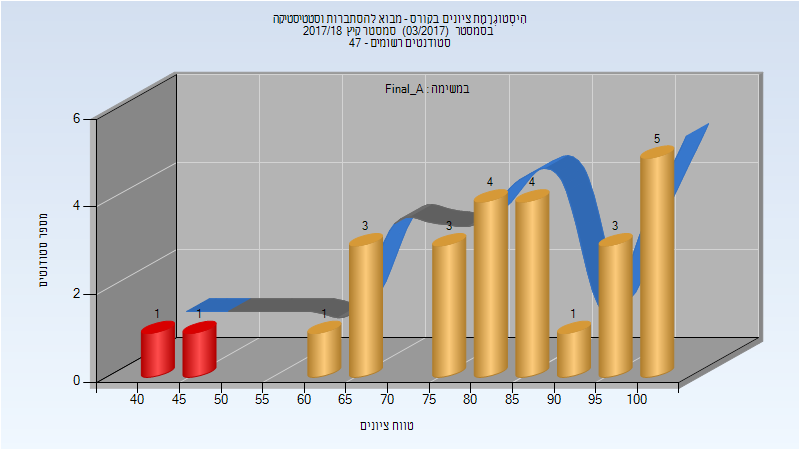 הִיסְטוֹגְרַמַת ציונים בקורס - מבוא להסתברות וסטטיסטיקה
בסמסטר (03/2017) סמסטר קיץ 2017/18
סטודנטים רשומים - 47
במשימה : Final_A
מספר סטודנטים
6
4
2
0
1
1
1
3
3
4
4
1
3
5
40 45 50 55 60 65 70 75 80 85 90 95 100
טווח ציונים